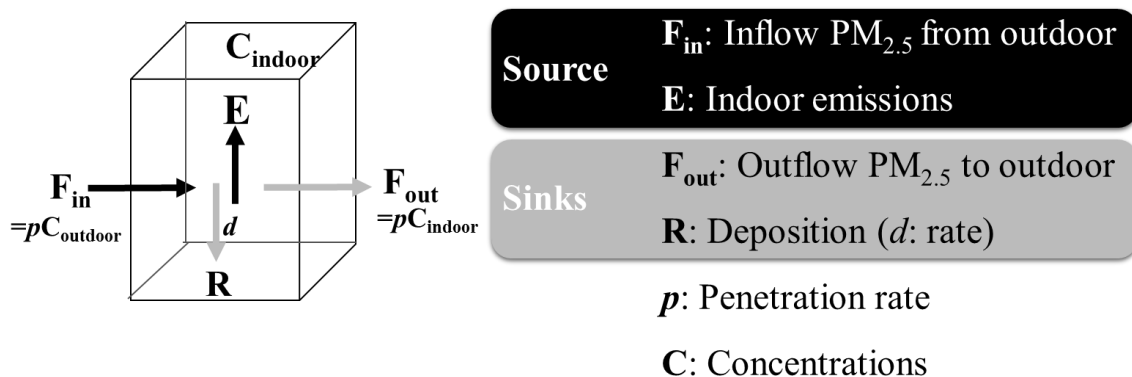 C_indoor
E
F_in
=pC_outdoor
d
R
F_out
=pC_indoor
Source
F_in: Inflow PM_2.5 from outdoor
E: Indoor emissions
Sinks
F_out: Outflow PM_2.5 to outdoor
R: Deposition (d: rate)
p: Penetration rate
C: Concentrations